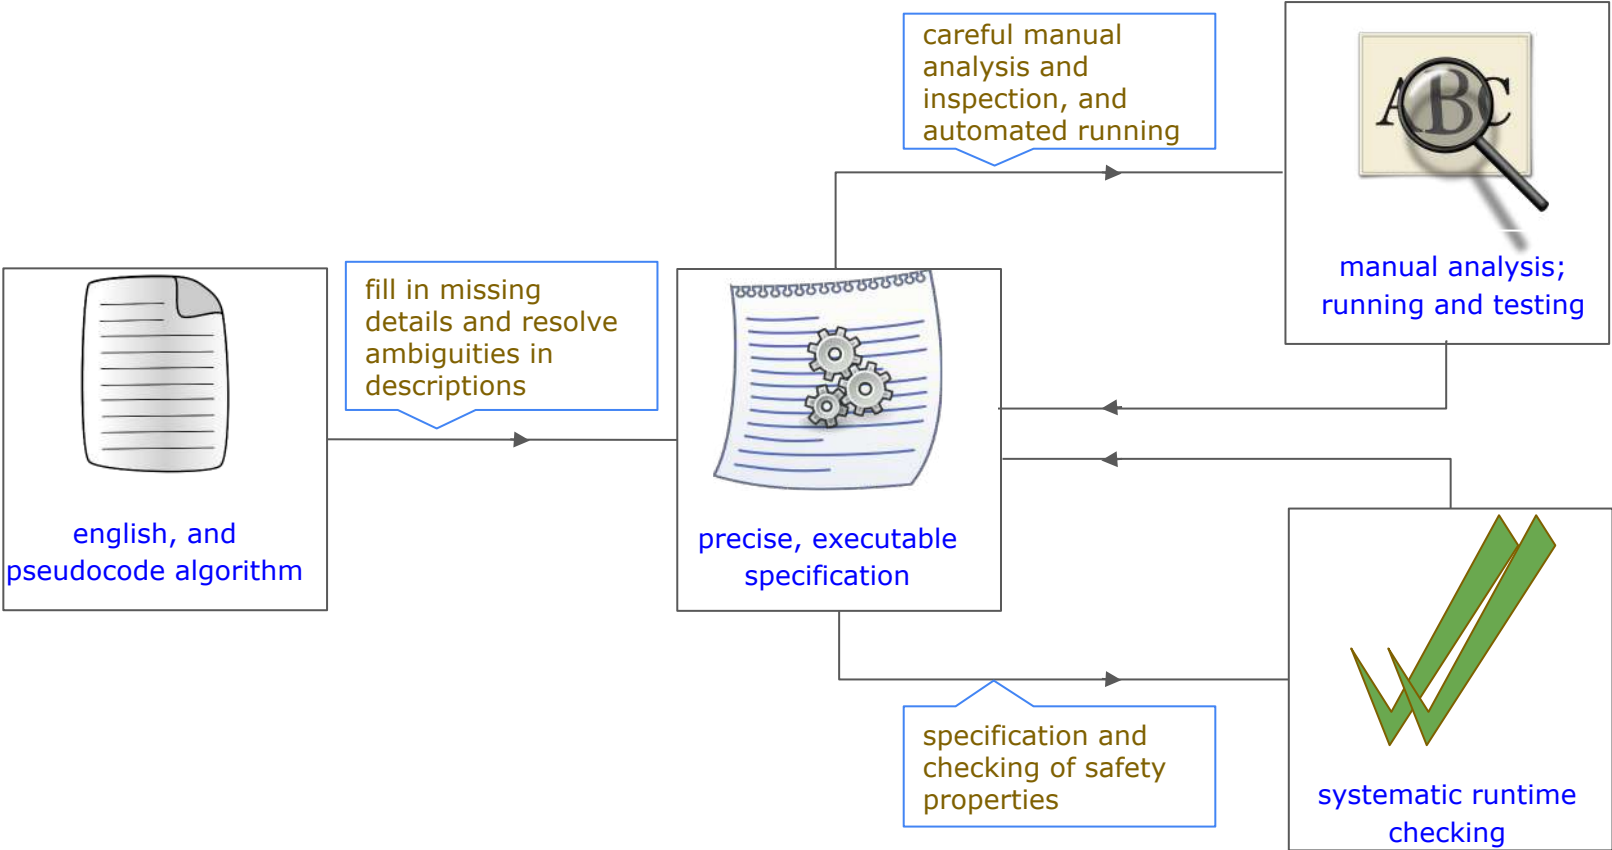 careful manual
analysis and
inspection, and
automated running
ABC
manual analysis;
running and testing
fill in missing
details and resolve
ambiguities in
descriptions
english, and
pseudocode algorithm
precise, executable
specification
specification and
checking of safety
properties
systematic runtime
checking